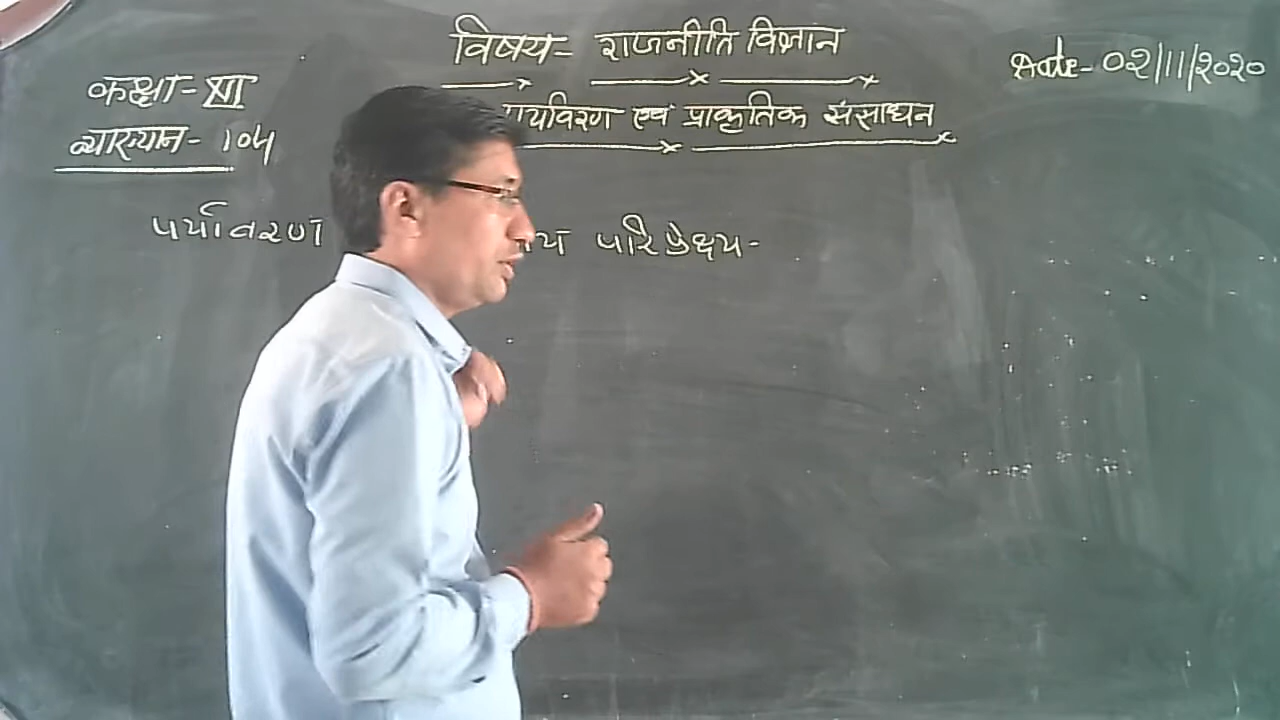 विषय- राजनीति विज्ञान
Date- 02/11/2020
कक्षा- XII
व्याख्यान- 104
एवं प्राकृतिक संसाधन
पर्यावरण परिप्रेक्ष्य-